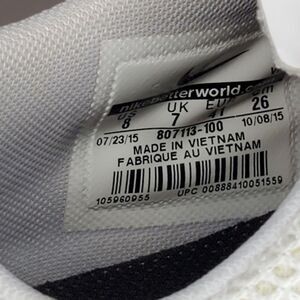 nikebetterworld.com
US UK EUR cm
8 7 41 26
07/23/15 807113-100 10/08/15
MADE IN VIETNAM
FABRIQUE AU VIETNAM
105960955 UPC 00888410051559